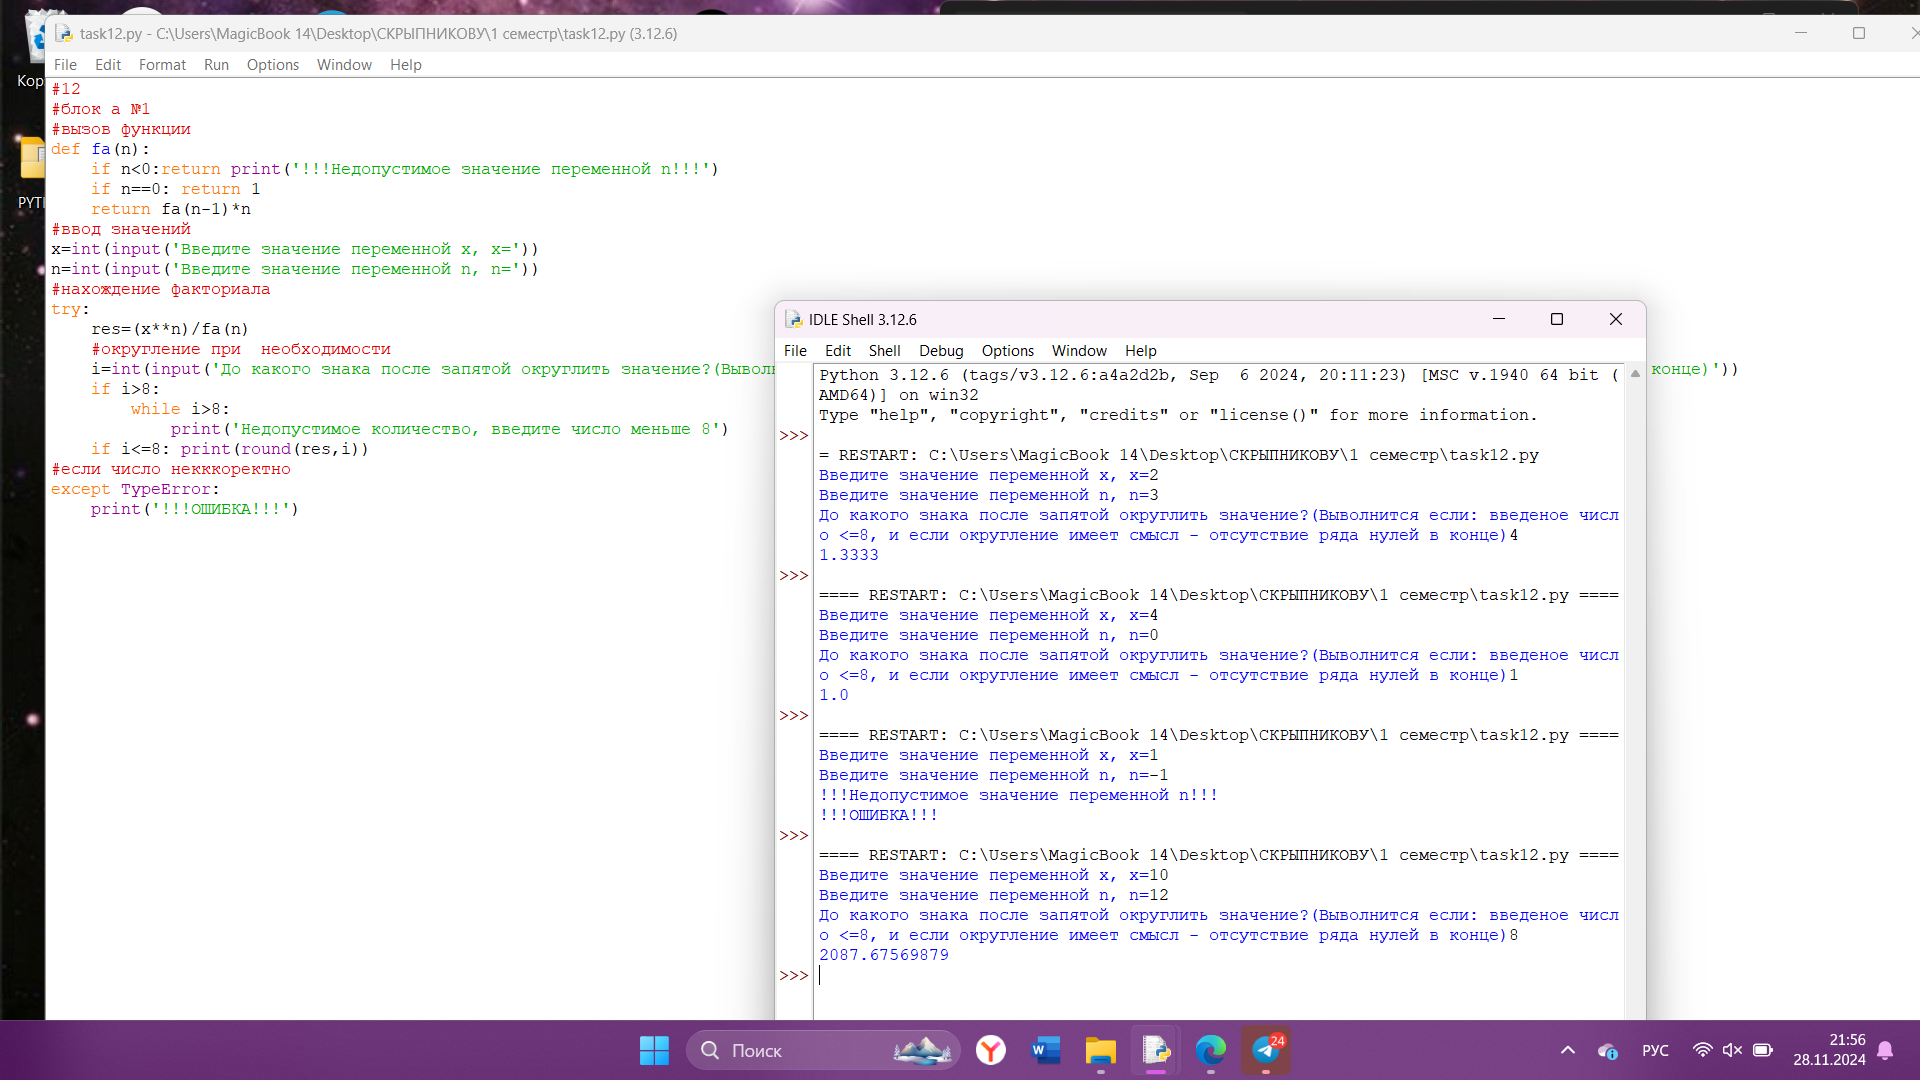 Кор
PYTH
task12.py - C:\Users\MagicBook 14\Desktop\СКРЫПНИКОВУ\1 семестр\task12.py (3.12.6)
File Edit Format Run Options Window Help
#12
#блок а №1
#вызов функции
def fa(n):
    if n<0:return print('!!!Недопустимое значение переменной n!!!')
    if n==0: return 1
    return fa(n-1)*n
#ввод значений
x=int(input('Введите значение переменной x, x='))
n=int(input('Введите значение переменной n, n='))
#нахождение факториала
try:
    res=(x**n)/fa(n)
    #округление при  необходимости
    i=int(input('До какого знака после запятой округлить значение?(Выволн конце)'))
    if i>8:
        while i>8:
            print('Недопустимое количество, введите число меньше 8')
    if i<=8: print(round(res,i))
#если число некккоректно
except TypeError:
    print('!!!ОШИБКА!!!')
IDLE Shell 3.12.6
File Edit Shell Debug Options Window Help
Python 3.12.6 (tags/v3.12.6:a4a2d2b, Sep  6 2024, 20:11:23) [MSC v.1940 64 bit (
AMD64)] on win32
Type "help", "copyright", "credits" or "license()" for more information.
>>>
= RESTART: C:\Users\MagicBook 14\Desktop\СКРЫПНИКОВУ\1 семестр\task12.py
Введите значение переменной x, x=2
Введите значение переменной n, n=3
До какого знака после запятой округлить значение?(Выволнится если: введеное числ
о <=8, и если округление имеет смысл - отсутствие ряда нулей в конце)4
1.3333
>>>
==== RESTART: C:\Users\MagicBook 14\Desktop\СКРЫПНИКОВУ\1 семестр\task12.py ====
Введите значение переменной x, x=4
Введите значение переменной n, n=0
До какого знака после запятой округлить значение?(Выволнится если: введеное числ
о <=8, и если округление имеет смысл - отсутствие ряда нулей в конце)1
1.0
>>>
==== RESTART: C:\Users\MagicBook 14\Desktop\СКРЫПНИКОВУ\1 семестр\task12.py ====
Введите значение переменной x, x=1
Введите значение переменной n, n=-1
!!!Недопустимое значение переменной n!!!
!!!ОШИБКА!!!
>>>
==== RESTART: C:\Users\MagicBook 14\Desktop\СКРЫПНИКОВУ\1 семестр\task12.py ====
Введите значение переменной x, x=10
Введите значение переменной n, n=12
До какого знака после запятой округлить значение?(Выволнится если: введеное числ
о <=8, и если округление имеет смысл - отсутствие ряда нулей в конце)8
2087.67569879
>>>
Поиск
24
РУС
21:56
28.11.2024